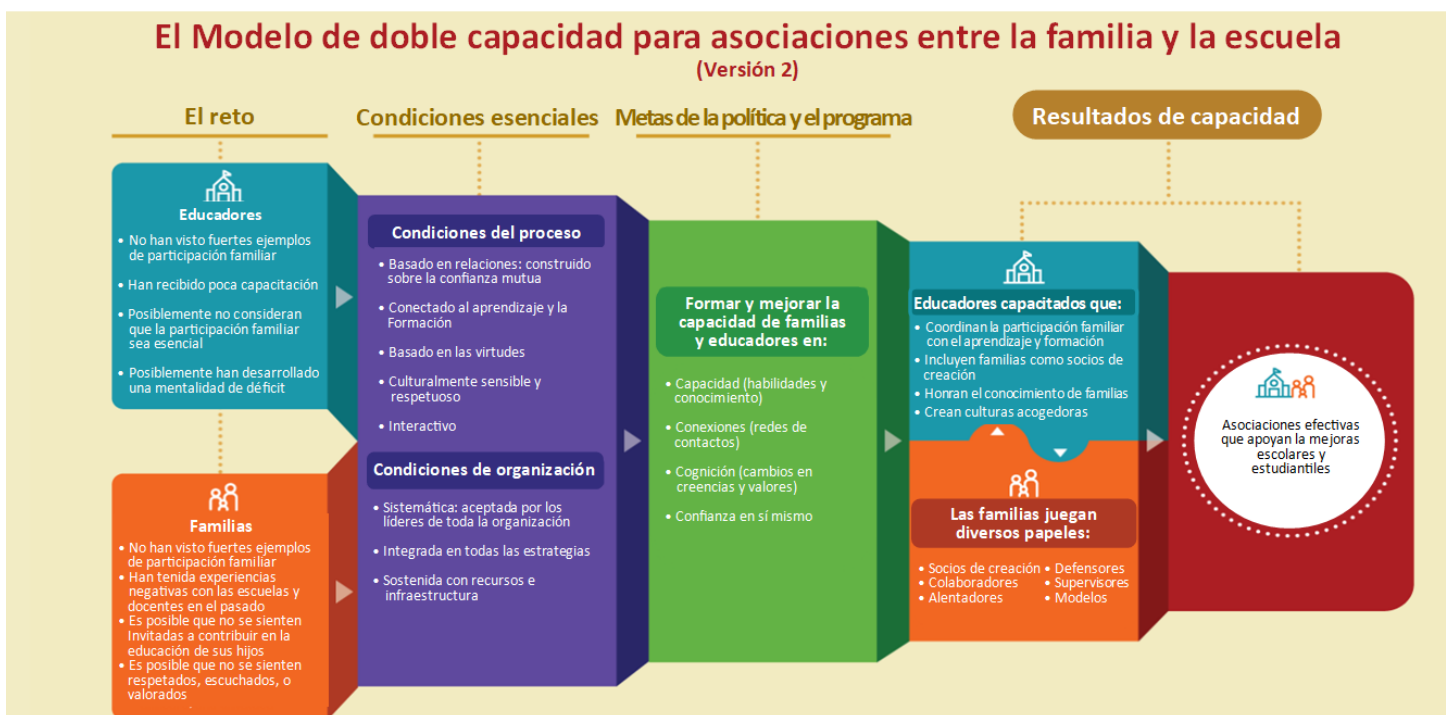 El Modelo de doble capacidad para asociaciones entre la familia y la escuela
(Versión 2)
El reto
Condiciones esenciales
Metas de la política y el programa
Resultados de capacidad
Educadores
• No han visto fuertes ejemplos
de participación familiar
• Han recibido poca capacitación
• Posiblemente no consideran
que la participación familiar
sea esencial
• Posiblemente han desarrollado
una mentalidad de déficit
Familias
• No han visto fuertes ejemplos
de participación familiar
• Han tenida experiencias
negativas con las escuelas y
docentes en el pasado
• Es posible que no se sienten
Invitadas a contribuir en la
educación de sus hijos
• Es posible que no se sienten
respetados, escuchados, o
valorados
Condiciones del proceso
• Basado en relaciones: construido
sobre la confianza mutua
• Conectado al aprendizaje y la
Formación
• Basado en las virtudes
• Culturalmente sensible y
respetuoso
• Interactivo
Condiciones de organización
• Sistemática: aceptada por los
líderes de toda la organización
• Integrada en todas las estrategias
• Sostenida con recursos e
infraestructura
Formar y mejorar la
capacidad de familias
y educadores en:
• Capacidad (habilidades y
conocimiento)
• Conexiones (redes de
contactos)
• Cognición (cambios en
creencias y valores)
• Confianza en sí mismo
Educadores capacitados que:
• Coordinan la participación familiar
con el aprendizaje y formación
• Incluyen familias como socios de
creación
• Honran el conocimiento de familias
• Crean culturas acogedoras
Las familias juegan
diversos papeles:
• Socios de creación • Defensores
• Colaboradores • Supervisores
• Alentadores • Modelos
Asociaciones efectivas
que apoyan la mejoras
escolares y
estudiantiles